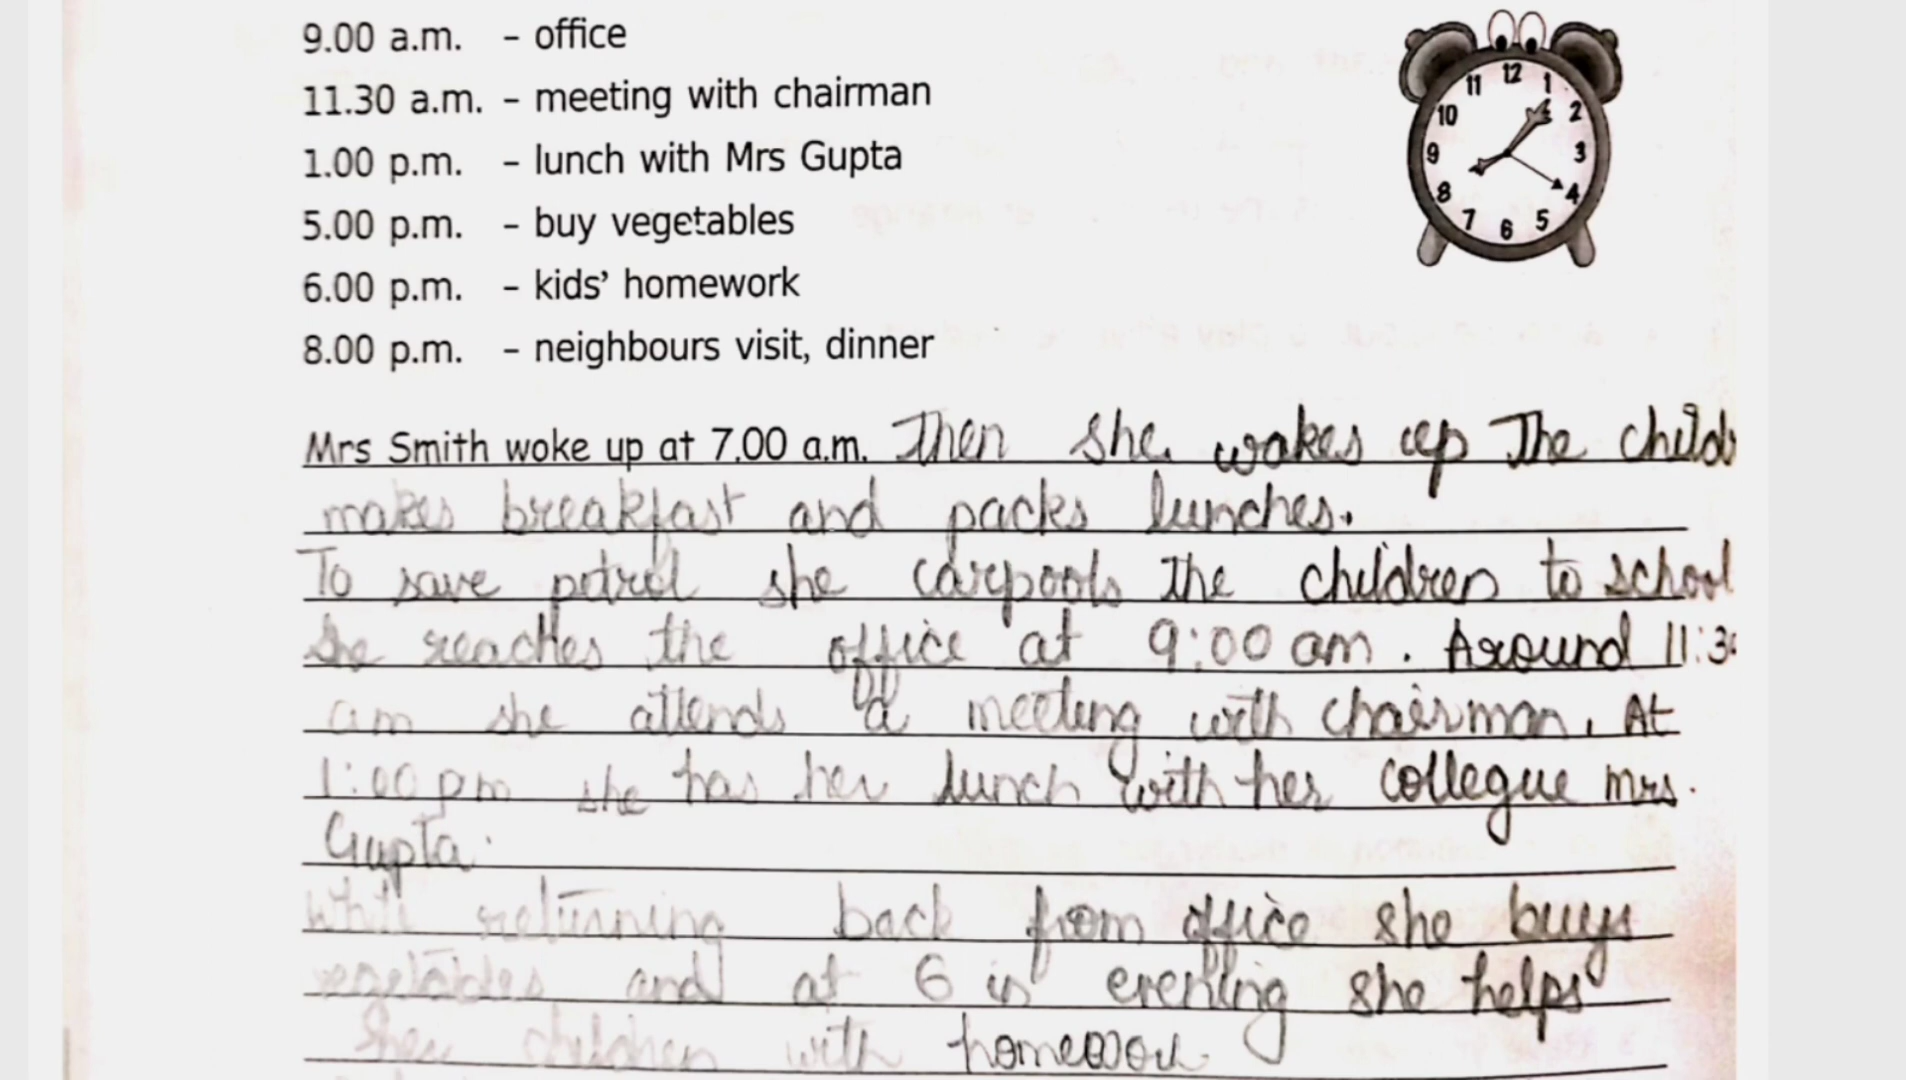 9.00 a.m. – office
11.30 a.m. – meeting with chairman
1.00 p.m. – lunch with Mrs Gupta
5.00 p.m. – buy vegetables
6.00 p.m. – kids' homework
8.00 p.m. – neighbours visit, dinner
12
11 1
10 2
9 3
8 4
7 5
6
Mrs Smith woke up at 7.00 a.m. Then she wakes up The child
makes breakfast and packs lunches.
To save petrol she carpools the children to school
She reaches the office at 9:00 am. Around 11:3
am she attends a meeting with chairman. At
1:00 pm she has her lunch with her collegue Mrs.
Gupta.
While returning back from office she buys
vegetables and at 6 in evening she helps
her children with